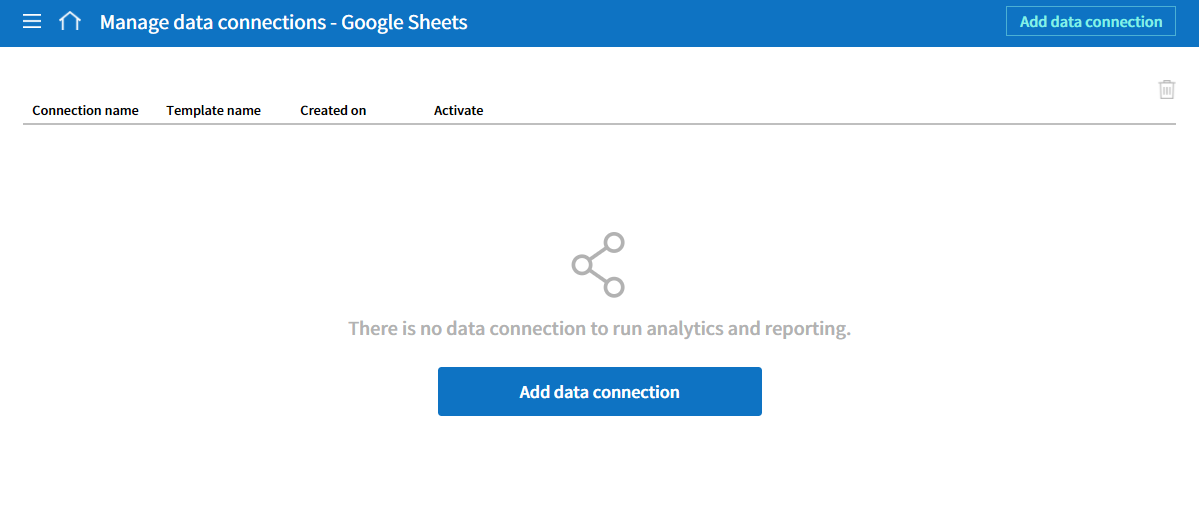 Manage data connections - Google Sheets
Add data connection
Connection name Template name Created on Activate
There is no data connection to run analytics and reporting.
Add data connection